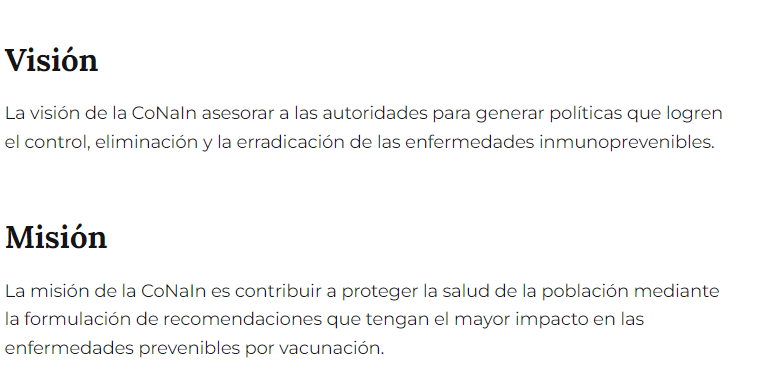 Visión
La visión de la CoNaIn asesorar a las autoridades para generar políticas que logren
el control, eliminación y la erradicación de las enfermedades inmunoprevenibles.
Misión
La misión de la CoNaIn es contribuir a proteger la salud de la población mediante
la formulación de recomendaciones que tengan el mayor impacto en las
enfermedades prevenibles por vacunación.